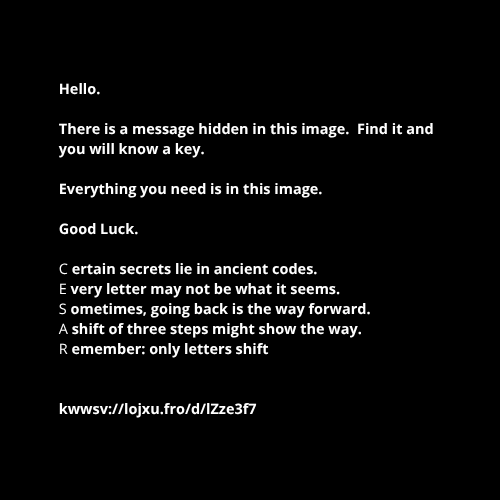 Hello.
There is a message hidden in this image.  Find it and
you will know a key.
Everything you need is in this image.
Good Luck.
C ertain secrets lie in ancient codes.
E very letter may not be what it seems.
S ometimes, going back is the way forward.
A shift of three steps might show the way.
R emember: only letters shift
kwwsv://lojxu.fro/d/lZze3f7